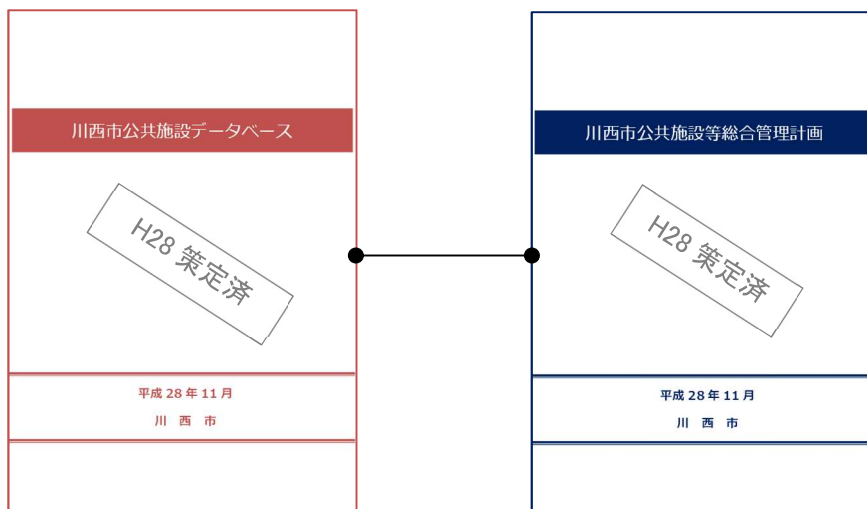 川西市公共施設データベース
H28 策定済
平成 28 年 11 月
川 西 市
川西市公共施設等総合管理計画
H28 策定済
平成 28 年 11 月
川 西 市